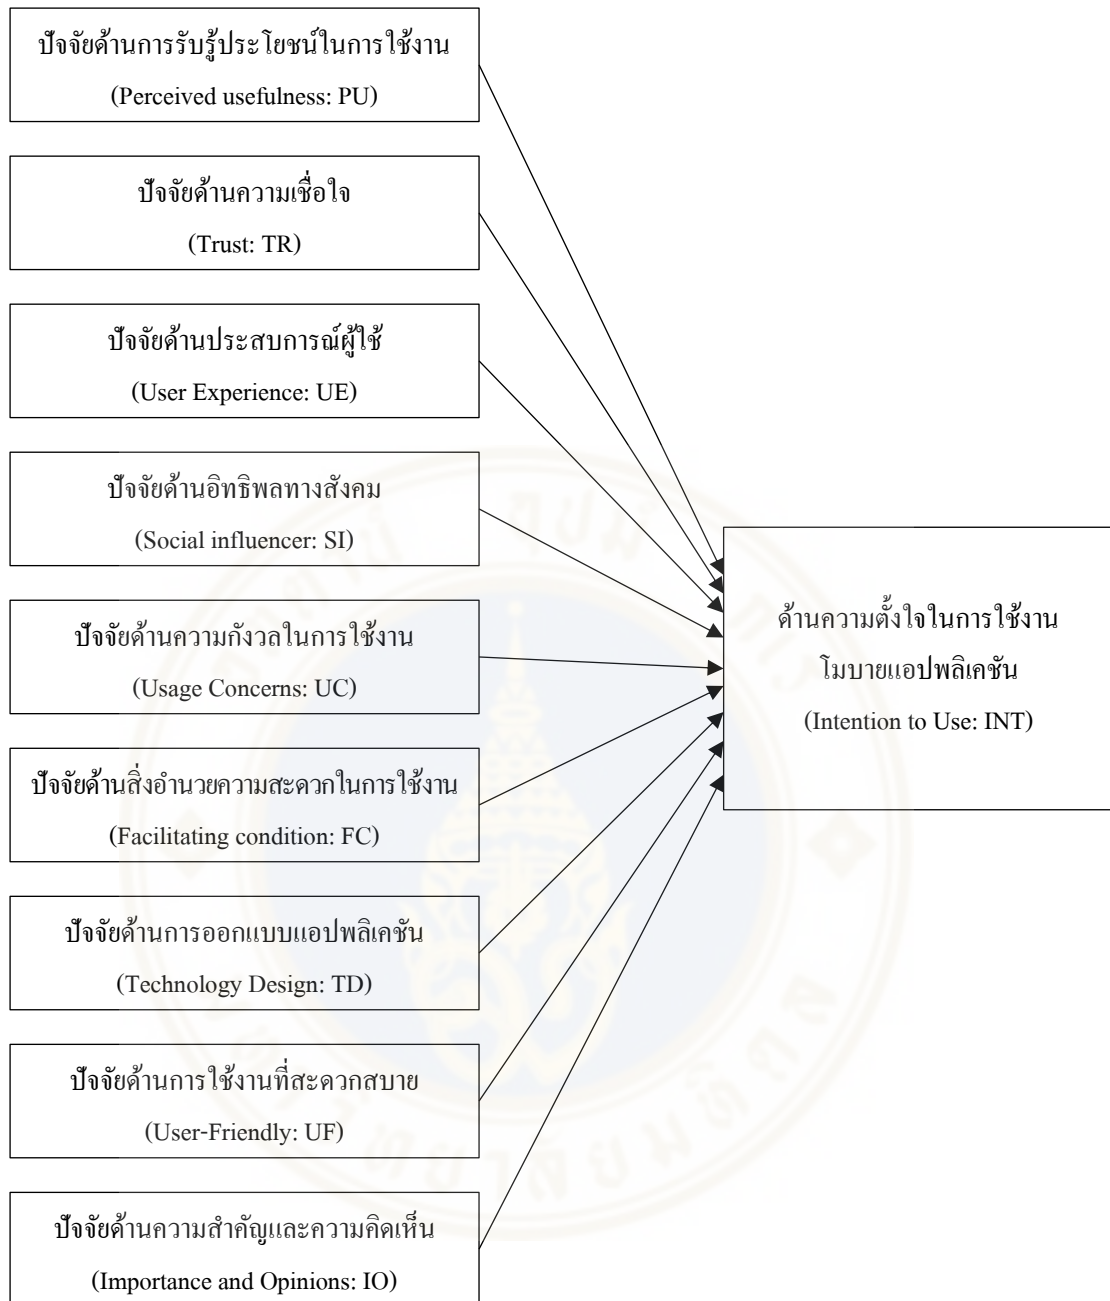 ปัจจัยด้านการรับรู้ประโยชน์ในการใช้งาน
(Perceived usefulness: PU)
ปัจจัยด้านความเชื่อใจ
(Trust: TR)
ปัจจัยด้านประสบการณ์ผู้ใช้
(User Experience: UE)
ปัจจัยด้านอิทธิพลทางสังคม
(Social influencer: SI)
ปัจจัยด้านความกังวลในการใช้งาน
(Usage Concerns: UC)
ปัจจัยด้านสิ่งอำนวยความสะดวกในการใช้งาน
(Facilitating condition: FC)
ปัจจัยด้านการออกแบบแอปพลิเคชัน
(Technology Design: TD)
ปัจจัยด้านการใช้งานที่สะดวกสบาย
(User-Friendly: UF)
ปัจจัยด้านความสำคัญและความคิดเห็น
(Importance and Opinions: IO)
ด้านความตั้งใจในการใช้งาน
โมบายแอปพลิเคชัน
(Intention to Use: INT)